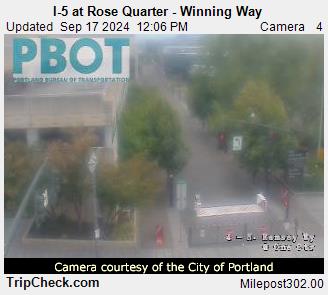 I-5 at Rose Quarter - Winning Way
Updated Sep 17 2024 12:06 PM Camera 4
PBOT
PORTLAND BUREAU OF TRANSPORTATION
Ramsay
Camera courtesy of the City of Portland
TripCheck.com Milepost302.00